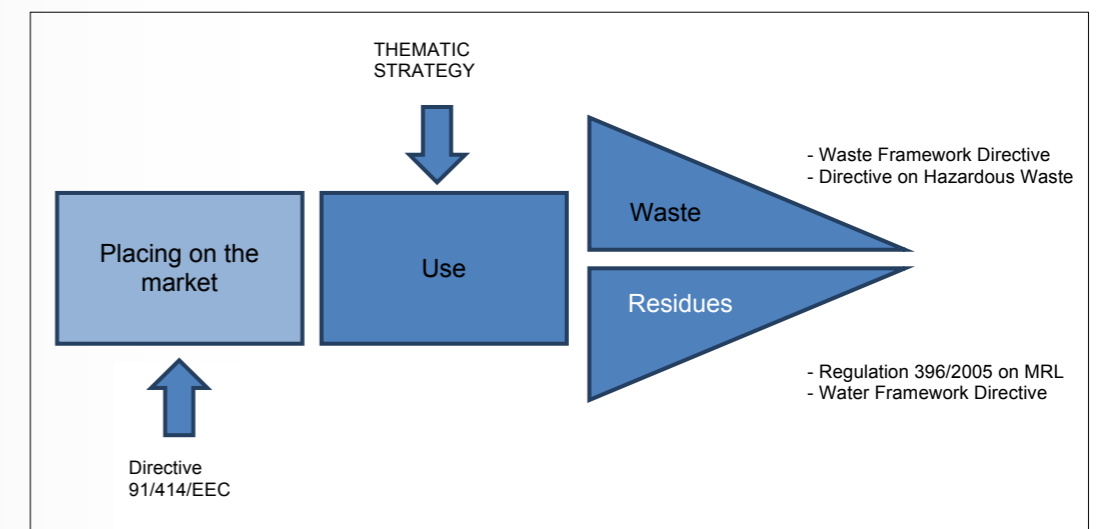 THEMATIC
STRATEGY
- Waste Framework Directive
- Directive on Hazardous Waste
Waste
Placing on the
market
Use
Residues
- Regulation 396/2005 on MRL
- Water Framework Directive
Directive
91/414/EEC